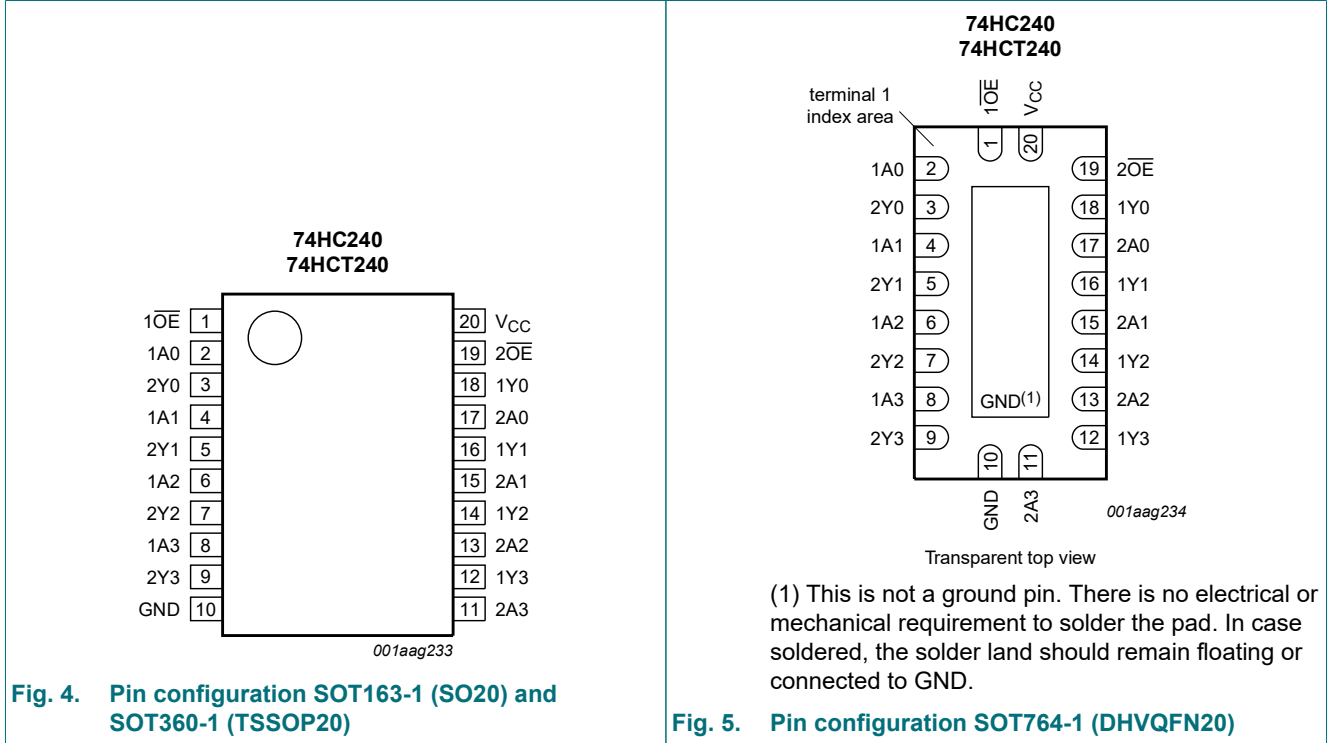 74HC240
74HCT240
1OE 1
1A0 2
2Y0 3
1A1 4
2Y1 5
1A2 6
2Y2 7
1A3 8
2Y3 9
GND 10
20 VCC
19 2OE
18 1Y0
17 2A0
16 1Y1
15 2A1
14 1Y2
13 2A2
12 1Y3
11 2A3
001aag233
Fig. 4. Pin configuration SOT163-1 (SO20) and
SOT360-1 (TSSOP20)
74HC240
74HCT240
terminal 1
index area
1OE
VCC
1
20
1A0 2
2Y0 3
1A1 4
2Y1 5
1A2 6
2Y2 7
1A3 8
2Y3 9
19 2OE
18 1Y0
17 2A0
16 1Y1
15 2A1
14 1Y2
13 2A2
12 1Y3
GND(1)
10
11
GND
2A3
001aag234
Transparent top view
(1) This is not a ground pin. There is no electrical or
mechanical requirement to solder the pad. In case
soldered, the solder land should remain floating or
connected to GND.
Fig. 5. Pin configuration SOT764-1 (DHVQFN20)